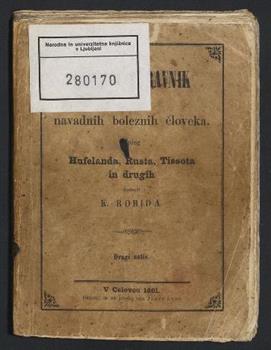 Narodna in univerzitetna knjižnica
v Ljubljani
280170
RAVNIK
navadnih boleznih človeka.
Hufelanda, Rusta, Tissota
in drugih
K. ROBIDA
Drugi natis.
V Celovcu 1861.